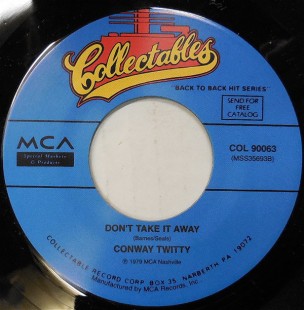 Collectables
"BACK TO BACK HIT SERIES"
SEND FOR
FREE
CATALOG
MCA
Special Markets
& Products
COL 90063
(MSS35693B)
DON'T TAKE IT AWAY
CONWAY TWITTY
℗ 1979 MCA Nashville
COLLECTABLE RECORD CORP. BOX 35 NARBERTH PA 19072
Manufactured by MCA Records, Inc